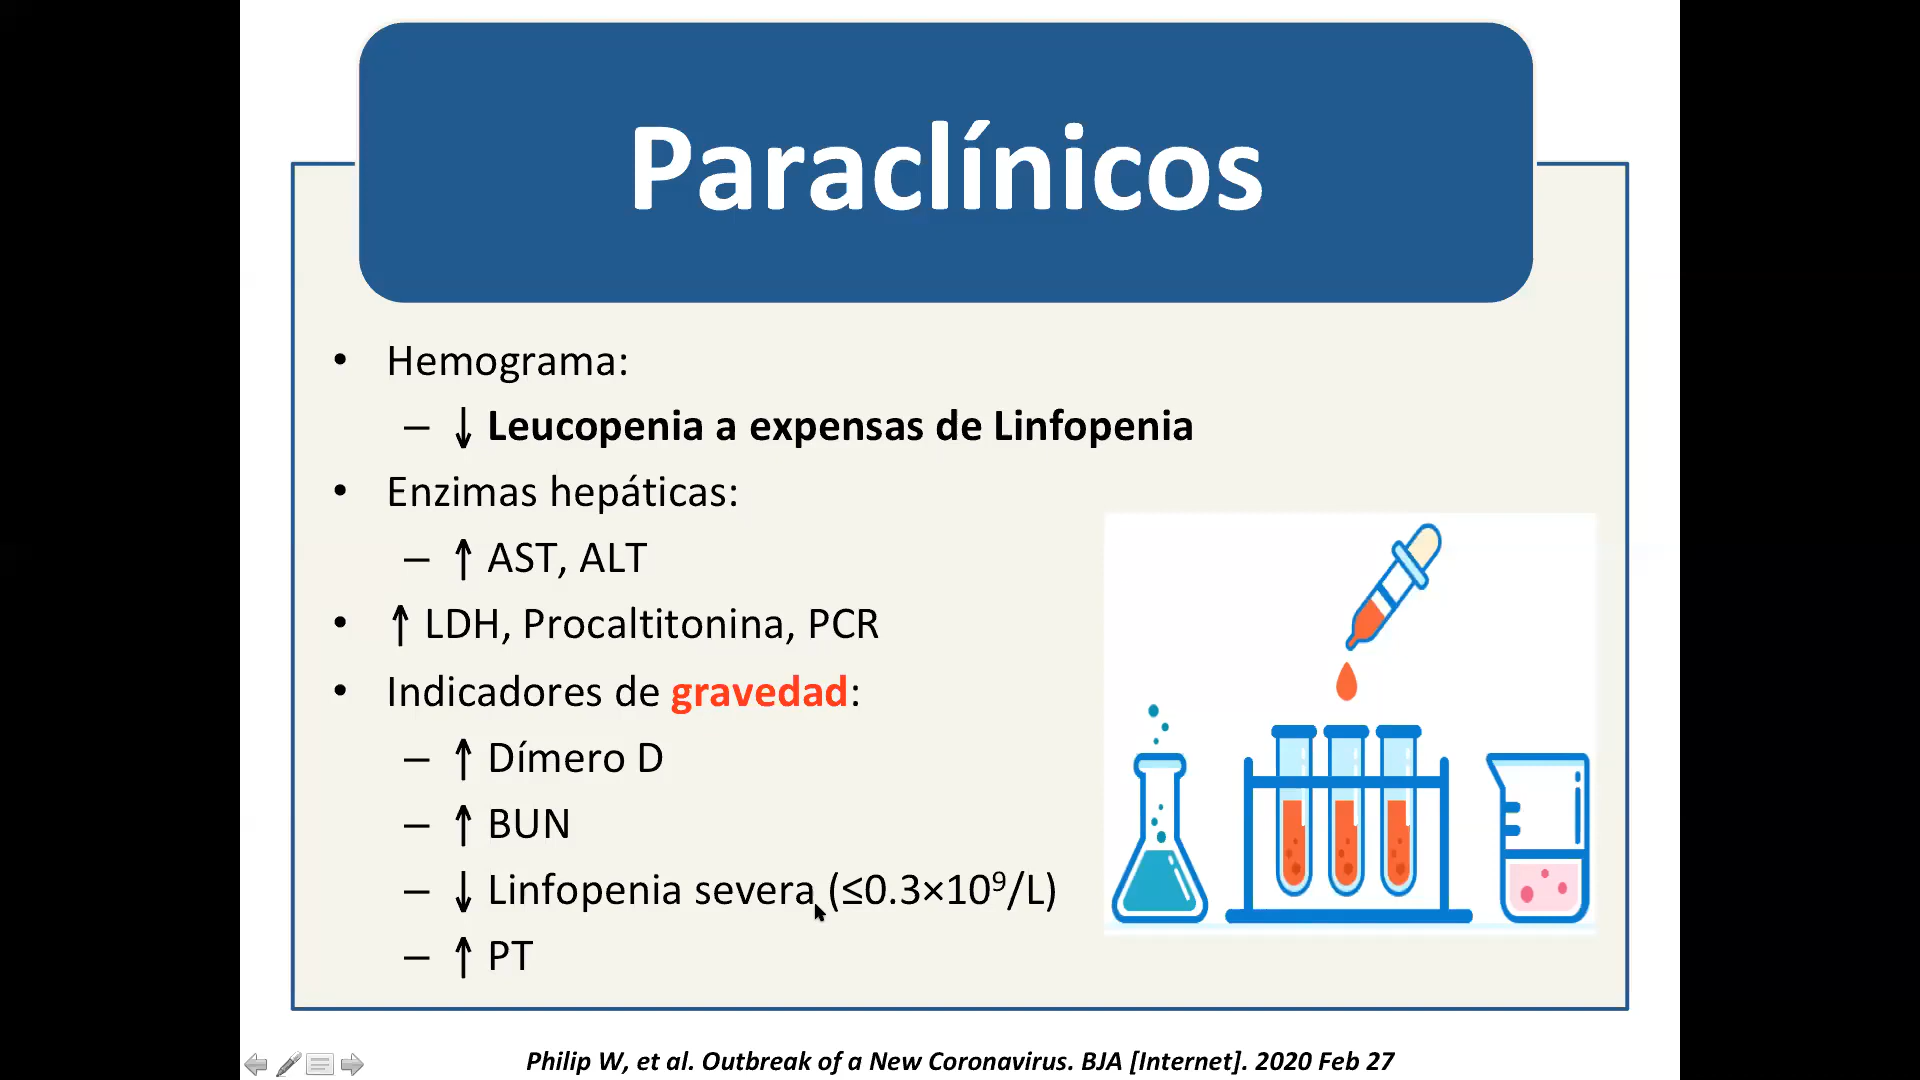 Paraclínicos
• Hemograma:
– ↓ Leucopenia a expensas de Linfopenia
• Enzimas hepáticas:
– ↑ AST, ALT
• ↑ LDH, Procaltitonina, PCR
• Indicadores de gravedad:
– ↑ Dímero D
– ↑ BUN
– ↓ Linfopenia severa (≤0.3×10⁹/L)
– ↑ PT
Philip W, et al. Outbreak of a New Coronavirus. BJA [Internet]. 2020 Feb 27